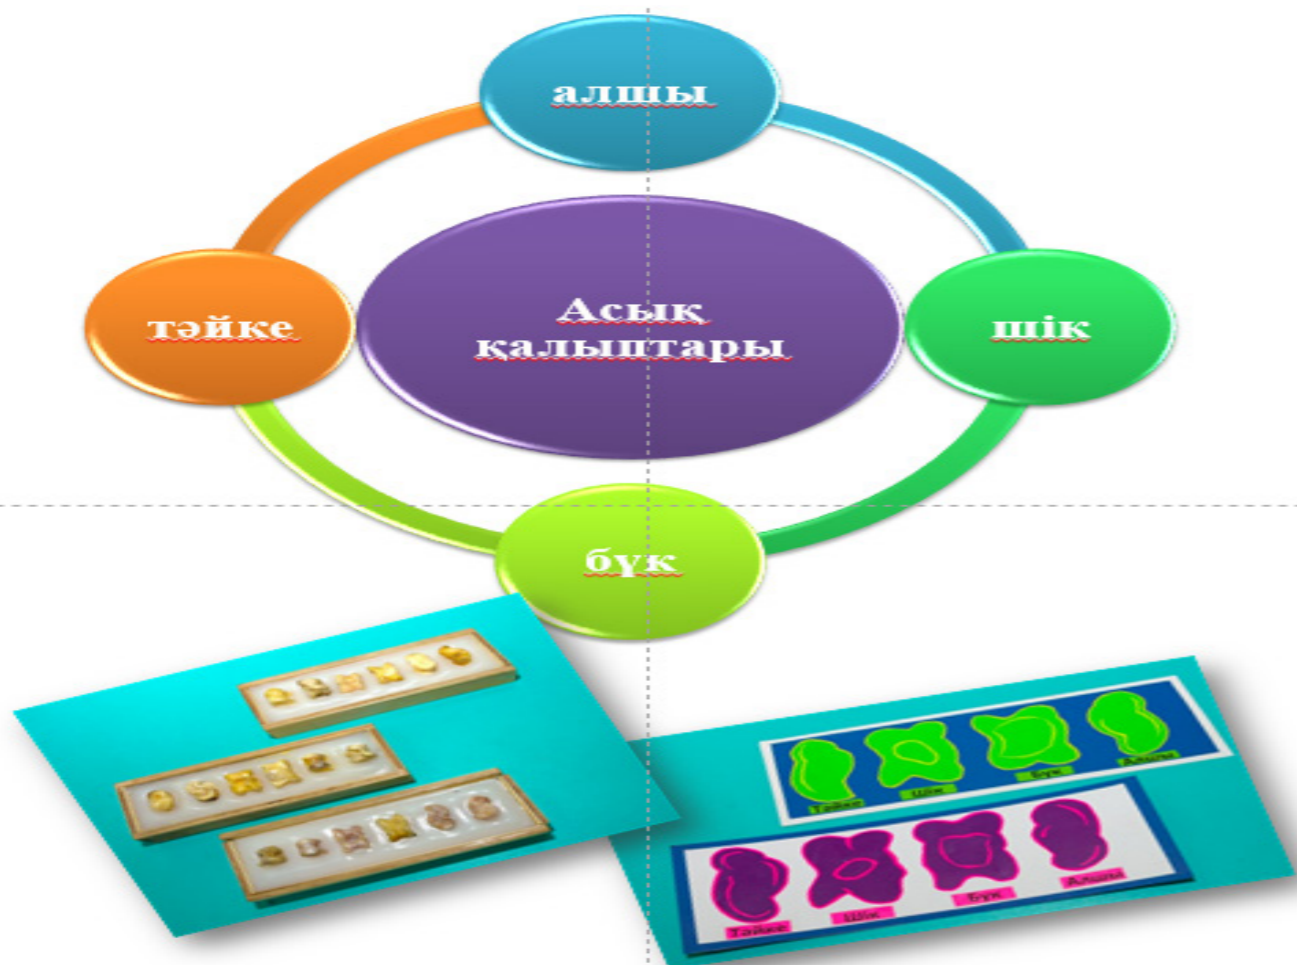 алшы
тәйке
Асық
қалыптары
шік
бүк
Тәйке
Шік
Бүк
Алшы
Тәйке
Шік
Бүк
Алшы